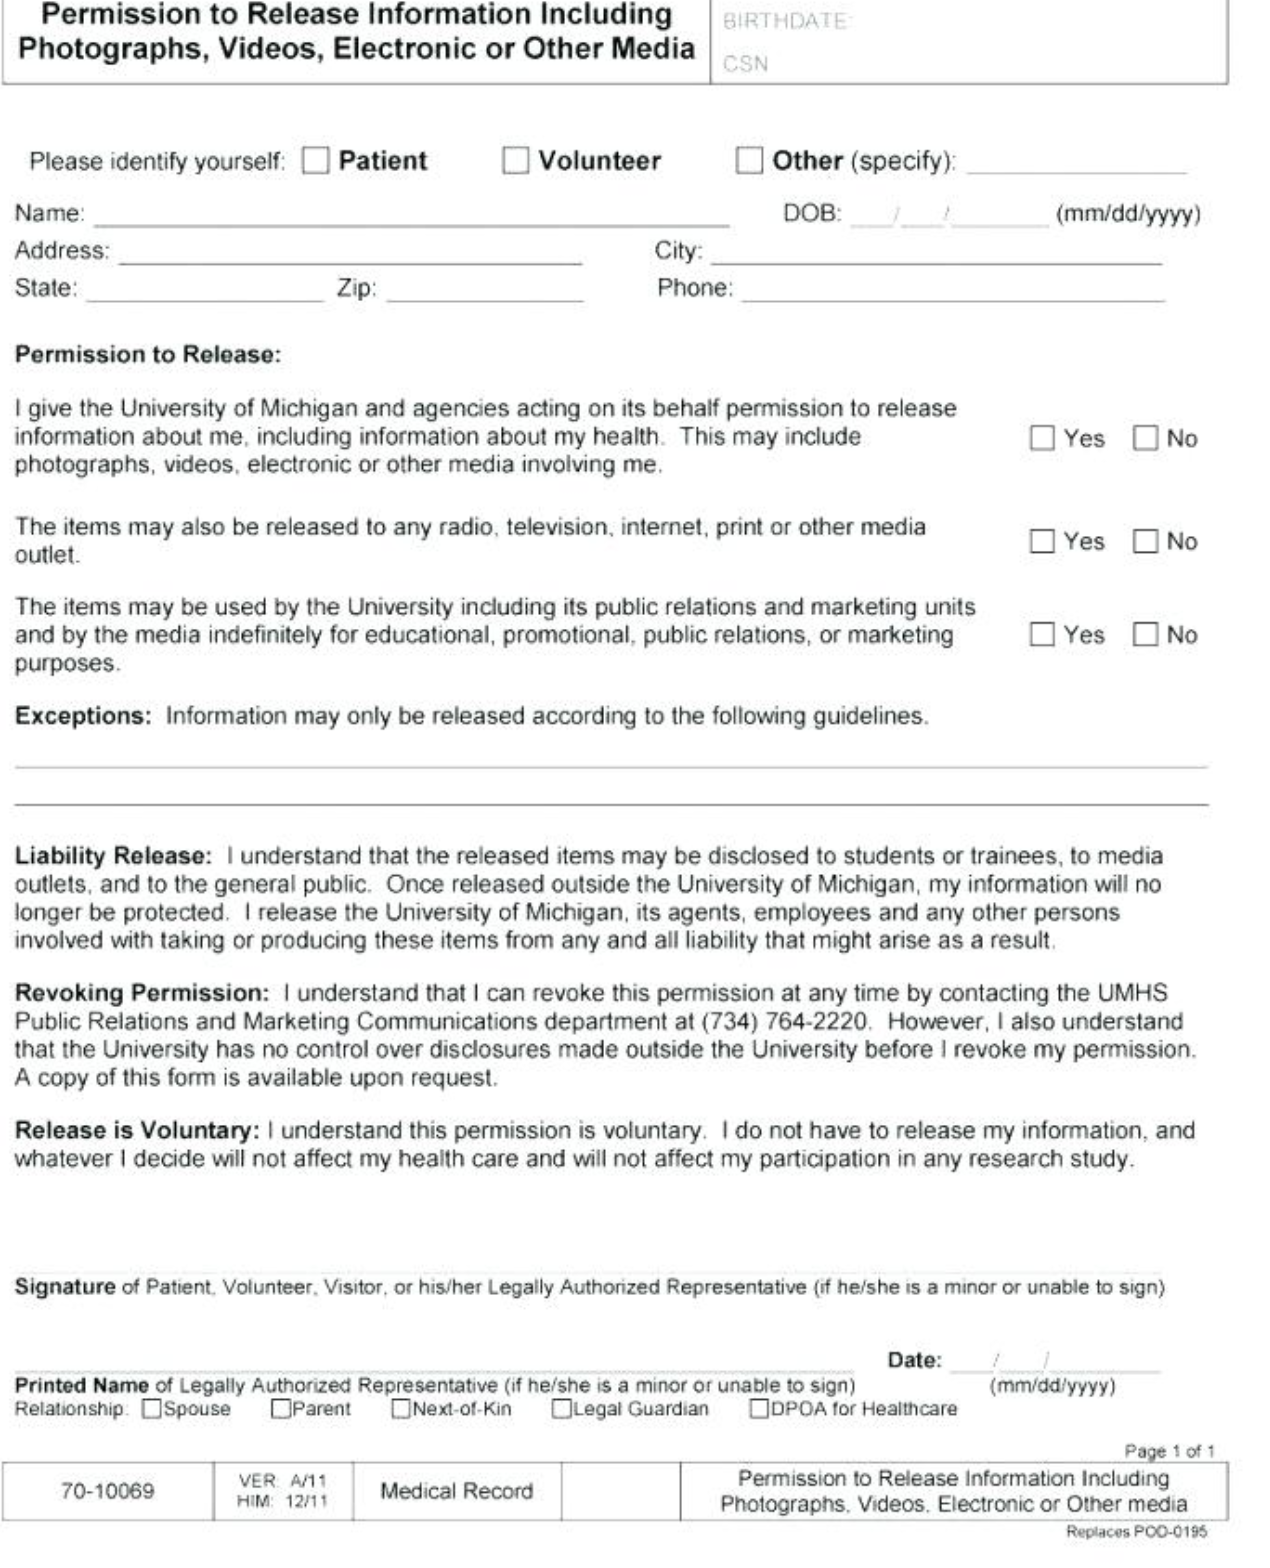 Permission to Release Information Including
Photographs, Videos, Electronic or Other Media
BIRTHDATE:
CSN
Please identify yourself: Patient Volunteer Other (specify):
Name: DOB: / / (mm/dd/yyyy)
Address: City:
State: Zip: Phone:
Permission to Release:
I give the University of Michigan and agencies acting on its behalf permission to release
information about me, including information about my health. This may include
photographs, videos, electronic or other media involving me.
Yes No
The items may also be released to any radio, television, internet, print or other media
outlet.
Yes No
The items may be used by the University including its public relations and marketing units
and by the media indefinitely for educational, promotional, public relations, or marketing
purposes.
Yes No
Exceptions: Information may only be released according to the following guidelines.
Liability Release: I understand that the released items may be disclosed to students or trainees, to media
outlets, and to the general public. Once released outside the University of Michigan, my information will no
longer be protected. I release the University of Michigan, its agents, employees and any other persons
involved with taking or producing these items from any and all liability that might arise as a result.
Revoking Permission: I understand that I can revoke this permission at any time by contacting the UMHS
Public Relations and Marketing Communications department at (734) 764-2220. However, I also understand
that the University has no control over disclosures made outside the University before I revoke my permission.
A copy of this form is available upon request.
Release is Voluntary: I understand this permission is voluntary. I do not have to release my information, and
whatever I decide will not affect my health care and will not affect my participation in any research study.
Signature of Patient, Volunteer, Visitor, or his/her Legally Authorized Representative (if he/she is a minor or unable to sign)
Date: / /
Printed Name of Legally Authorized Representative (if he/she is a minor or unable to sign) (mm/dd/yyyy)
Relationship: Spouse Parent Next-of-Kin Legal Guardian DPOA for Healthcare
Page 1 of 1
70-10069
VER: A/11
HIM: 12/11
Medical Record
Permission to Release Information Including
Photographs, Videos, Electronic or Other media
Replaces POD-0195